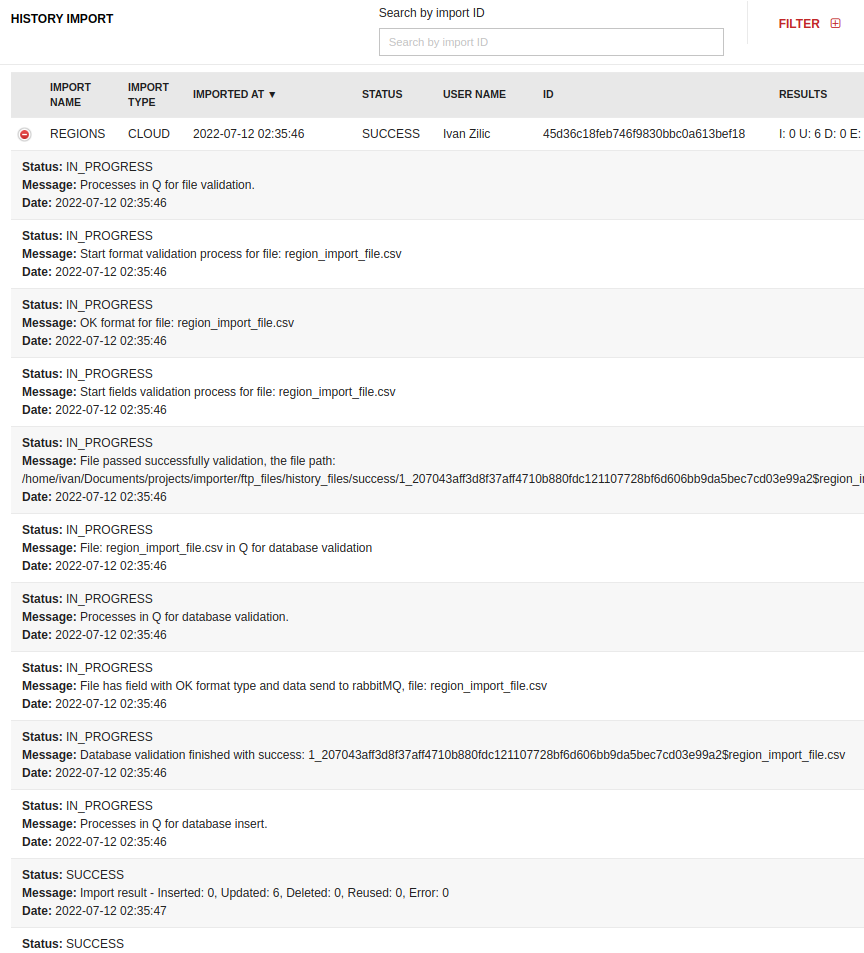 HISTORY IMPORT
Search by import ID
Search by import ID
FILTER
IMPORT NAME IMPORT TYPE IMPORTED AT ▼ STATUS USER NAME ID RESULTS
REGIONS CLOUD 2022-07-12 02:35:46 SUCCESS Ivan Zilic 45d36c18feb746f9830bbc0a613bef18 I: 0 U: 6 D: 0 E:
Status: IN_PROGRESS
Message: Processes in Q for file validation.
Date: 2022-07-12 02:35:46
Status: IN_PROGRESS
Message: Start format validation process for file: region_import_file.csv
Date: 2022-07-12 02:35:46
Status: IN_PROGRESS
Message: OK format for file: region_import_file.csv
Date: 2022-07-12 02:35:46
Status: IN_PROGRESS
Message: Start fields validation process for file: region_import_file.csv
Date: 2022-07-12 02:35:46
Status: IN_PROGRESS
Message: File passed successfully validation, the file path:
/home/ivan/Documents/projects/importer/ftp_files/history_files/success/1_207043aff3d8f37aff4710b880fdc121107728bf6d606bb9da5bec7cd03e99a2$region_i
Date: 2022-07-12 02:35:46
Status: IN_PROGRESS
Message: File: region_import_file.csv in Q for database validation
Date: 2022-07-12 02:35:46
Status: IN_PROGRESS
Message: Processes in Q for database validation.
Date: 2022-07-12 02:35:46
Status: IN_PROGRESS
Message: File has field with OK format type and data send to rabbitMQ, file: region_import_file.csv
Date: 2022-07-12 02:35:46
Status: IN_PROGRESS
Message: Database validation finished with success: 1_207043aff3d8f37aff4710b880fdc121107728bf6d606bb9da5bec7cd03e99a2$region_import_file.csv
Date: 2022-07-12 02:35:46
Status: IN_PROGRESS
Message: Processes in Q for database insert.
Date: 2022-07-12 02:35:46
Status: SUCCESS
Message: Import result - Inserted: 0, Updated: 6, Deleted: 0, Reused: 0, Error: 0
Date: 2022-07-12 02:35:47
Status: SUCCESS